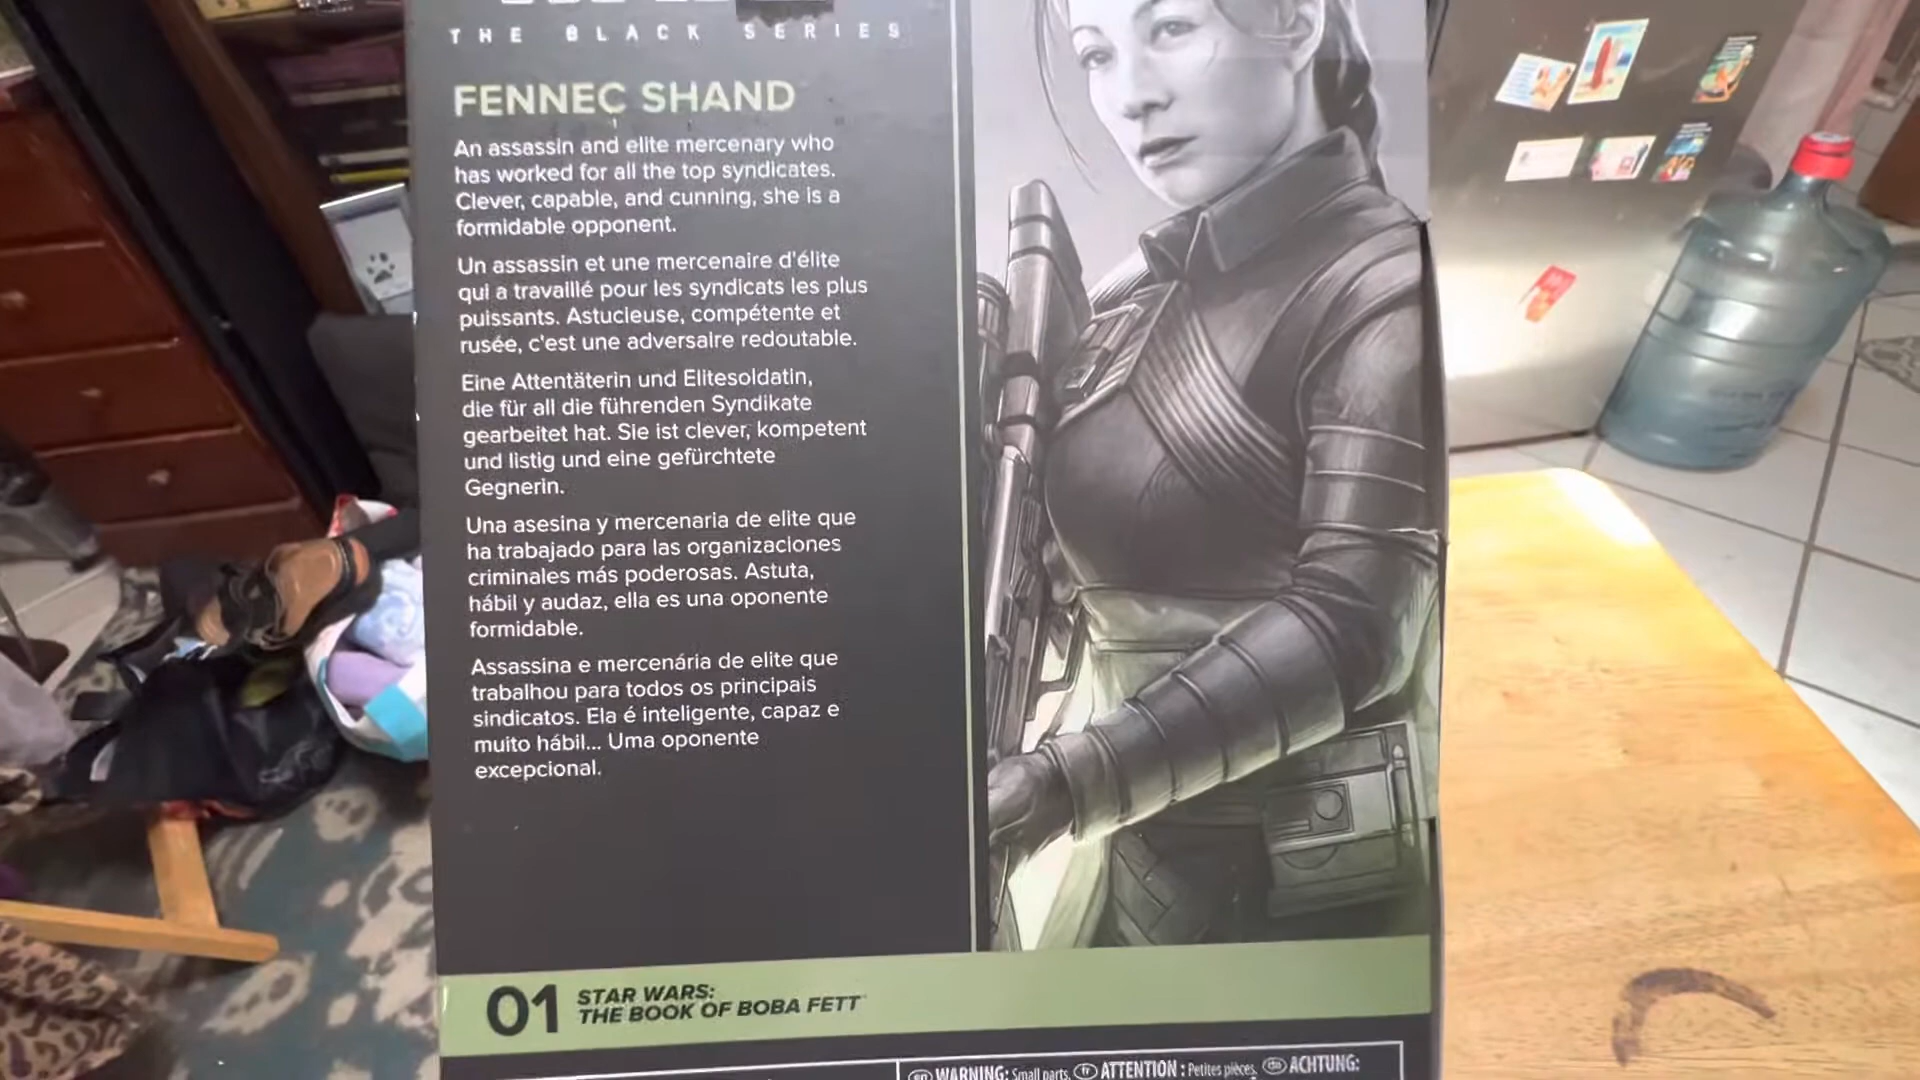 THE BLACK SERIES
FENNEC SHAND
An assassin and elite mercenary who
has worked for all the top syndicates.
Clever, capable, and cunning, she is a
formidable opponent.
Un assassin et une mercenaire d'élite
qui a travaillé pour les syndicats les plus
puissants. Astucieuse, compétente et
rusée, c'est une adversaire redoutable.
Eine Attentäterin und Elitesoldatin,
die für all die führenden Syndikate
gearbeitet hat. Sie ist clever, kompetent
und listig und eine gefürchtete
Gegnerin.
Una asesina y mercenaria de elite que
ha trabajado para las organizaciones
criminales más poderosas. Astuta,
hábil y audaz, ella es una oponente
formidable.
Assassina e mercenária de elite que
trabalhou para todos os principais
sindicatos. Ela é inteligente, capaz e
muito hábil... Uma oponente
excepcional.
01 STAR WARS:
THE BOOK OF BOBA FETT
en WARNING: Small parts. fr ATTENTION : Petites pièces. de ACHTUNG: